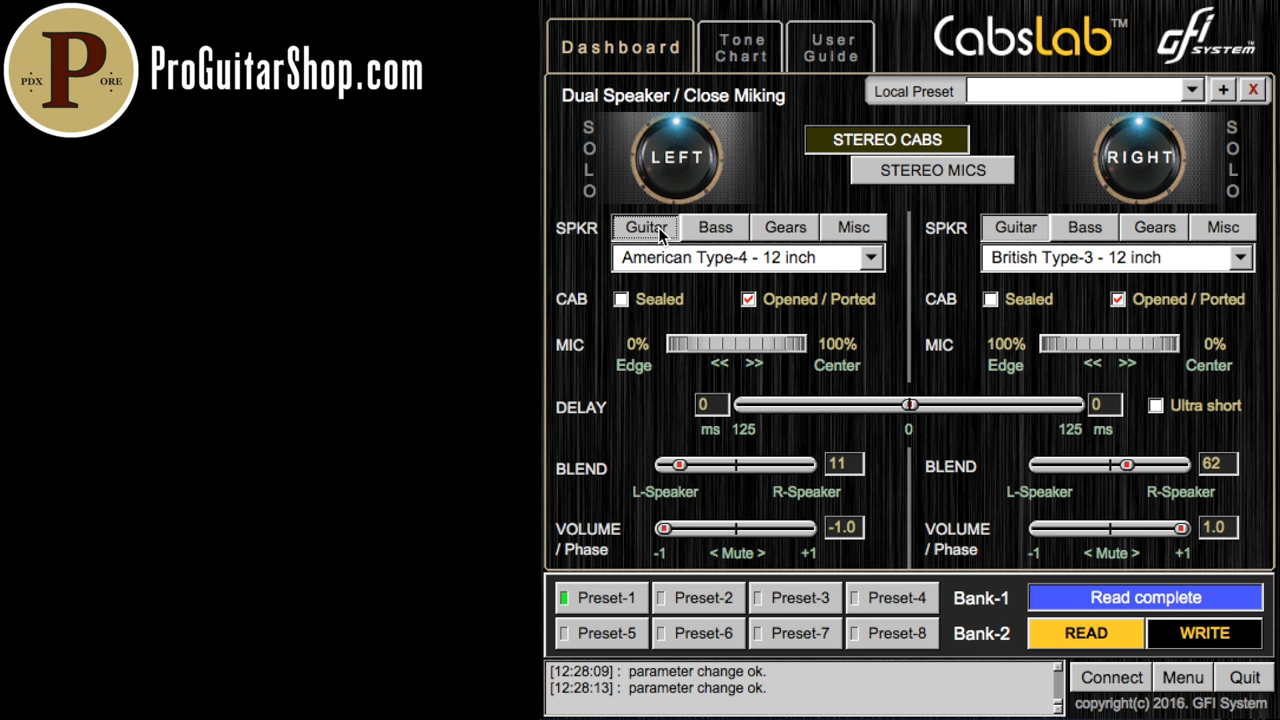 P
PDX
ORE
ProGuitarShop.com
Dashboard
Tone Chart
User Guide
CabsLab™
GFI SYSTEM™
Dual Speaker / Close Miking
Local Preset
+
X
SOLO
LEFT
STEREO CABS
STEREO MICS
RIGHT
SOLO
SPKR Guitar Bass Gears Misc
American Type-4 - 12 inch
SPKR Guitar Bass Gears Misc
British Type-3 - 12 inch
CAB Sealed Opened / Ported
CAB Sealed Opened / Ported
MIC 0% 100%
Edge << >> Center
MIC 100% 0%
Edge << >> Center
DELAY 0 0 Ultra short
ms 125 0 125 ms
BLEND 11
L-Speaker R-Speaker
BLEND 62
L-Speaker R-Speaker
VOLUME -1.0
/ Phase -1 < Mute > +1
VOLUME 1.0
/ Phase -1 < Mute > +1
Preset-1 Preset-2 Preset-3 Preset-4 Bank-1 Read complete
Preset-5 Preset-6 Preset-7 Preset-8 Bank-2 READ WRITE
[12:28:09] : parameter change ok.
[12:28:13] : parameter change ok.
Connect Menu Quit
copyright(c) 2016. GFI System